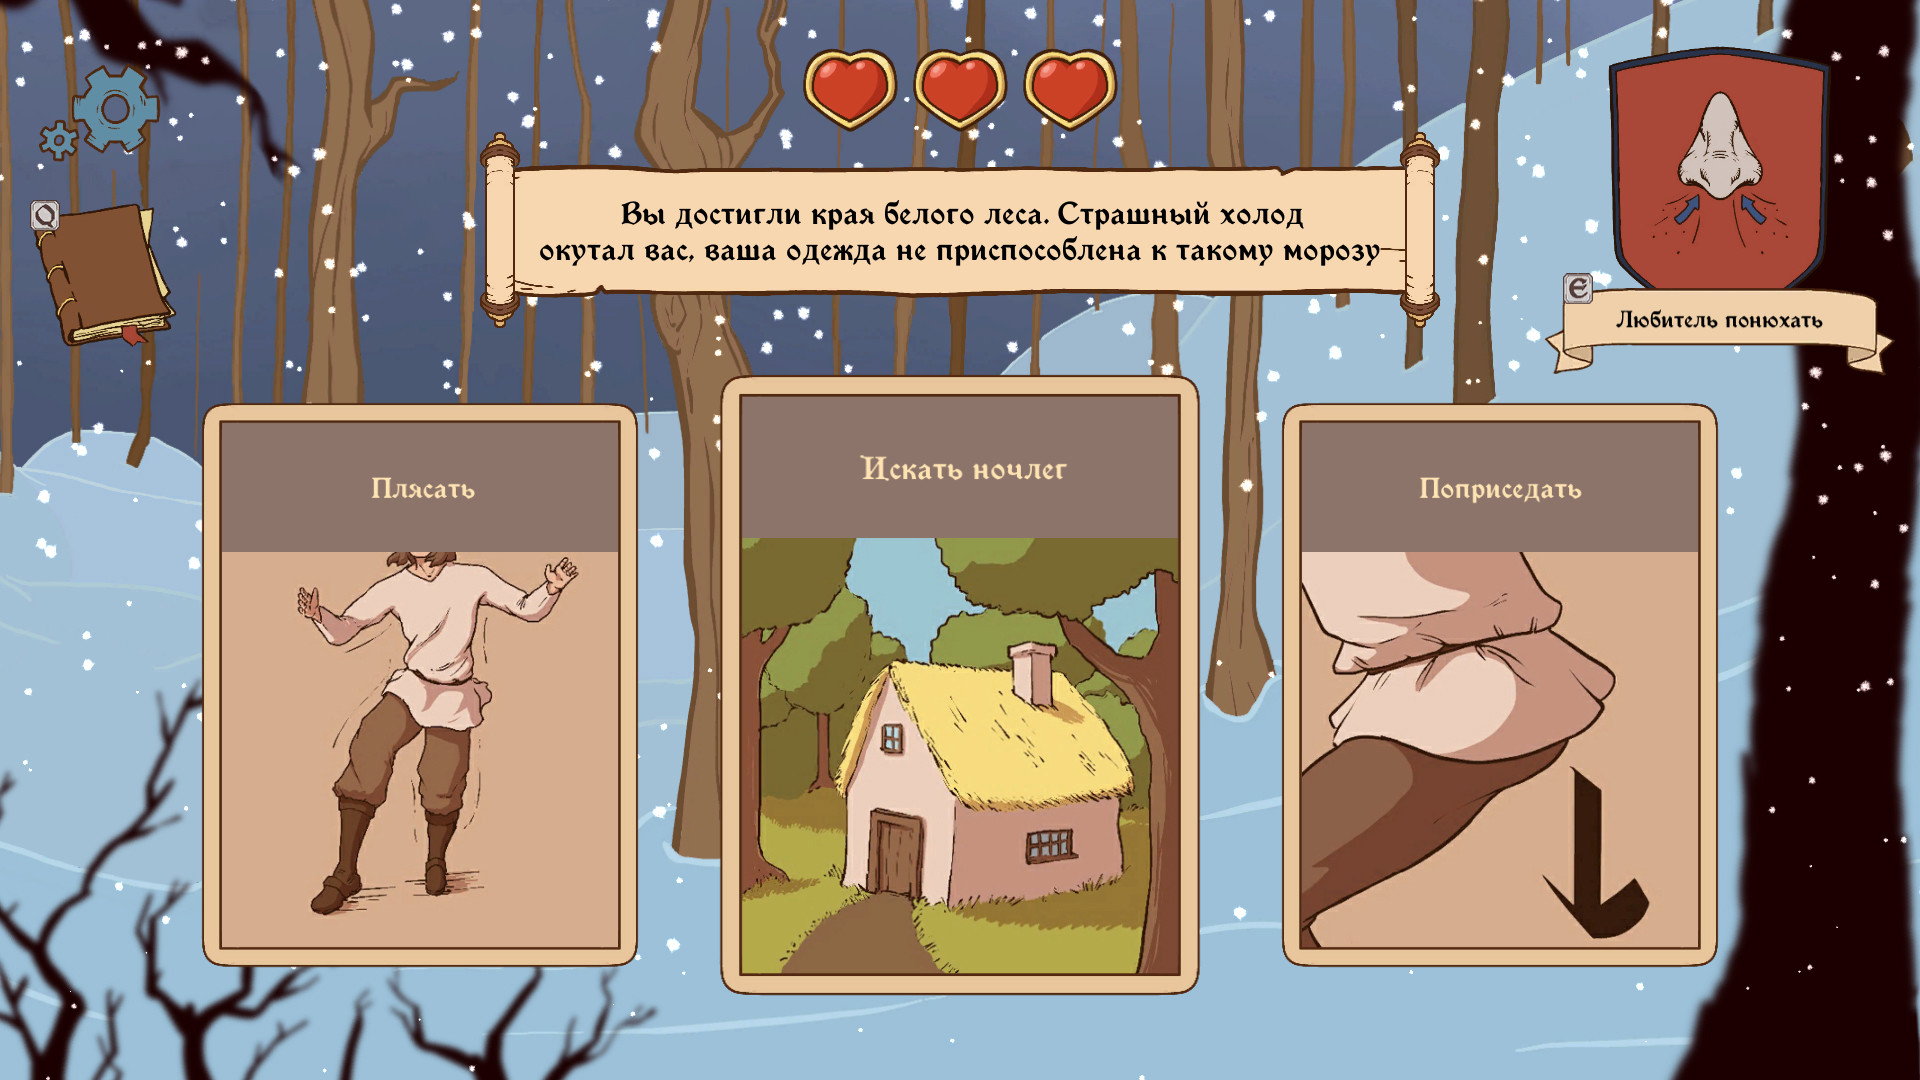 Вы достигли края белого леса. Страшный холод
окутал вас, ваша одежда не приспособлена к такому морозу
Q
E
Любитель понюхать
Плясать
Искать ночлег
Поприседать